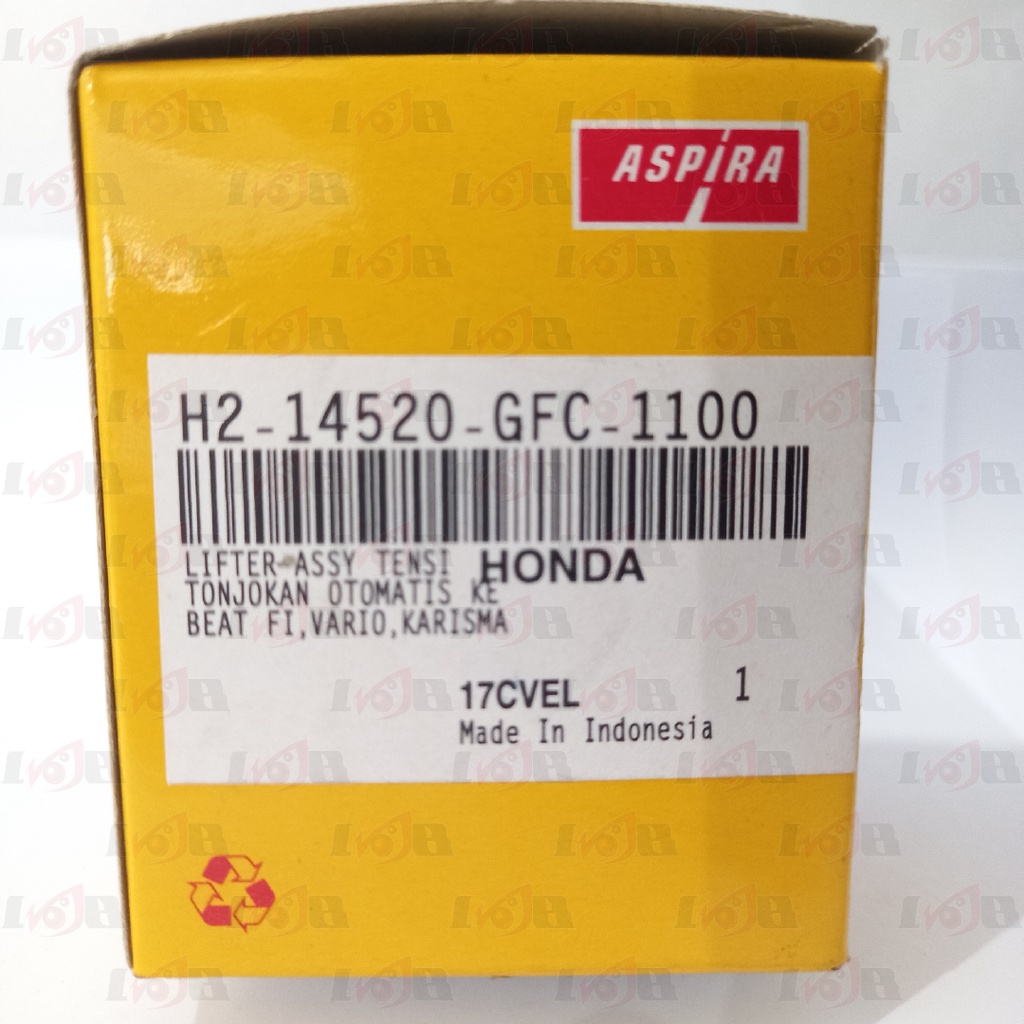 ASPIRA
H2-14520-GFC-1100
LIFTER ASSY TENSI HONDA
TONJOKAN OTOMATIS KE
BEAT FI,VARIO,KARISMA
17CVEL 1
Made In Indonesia